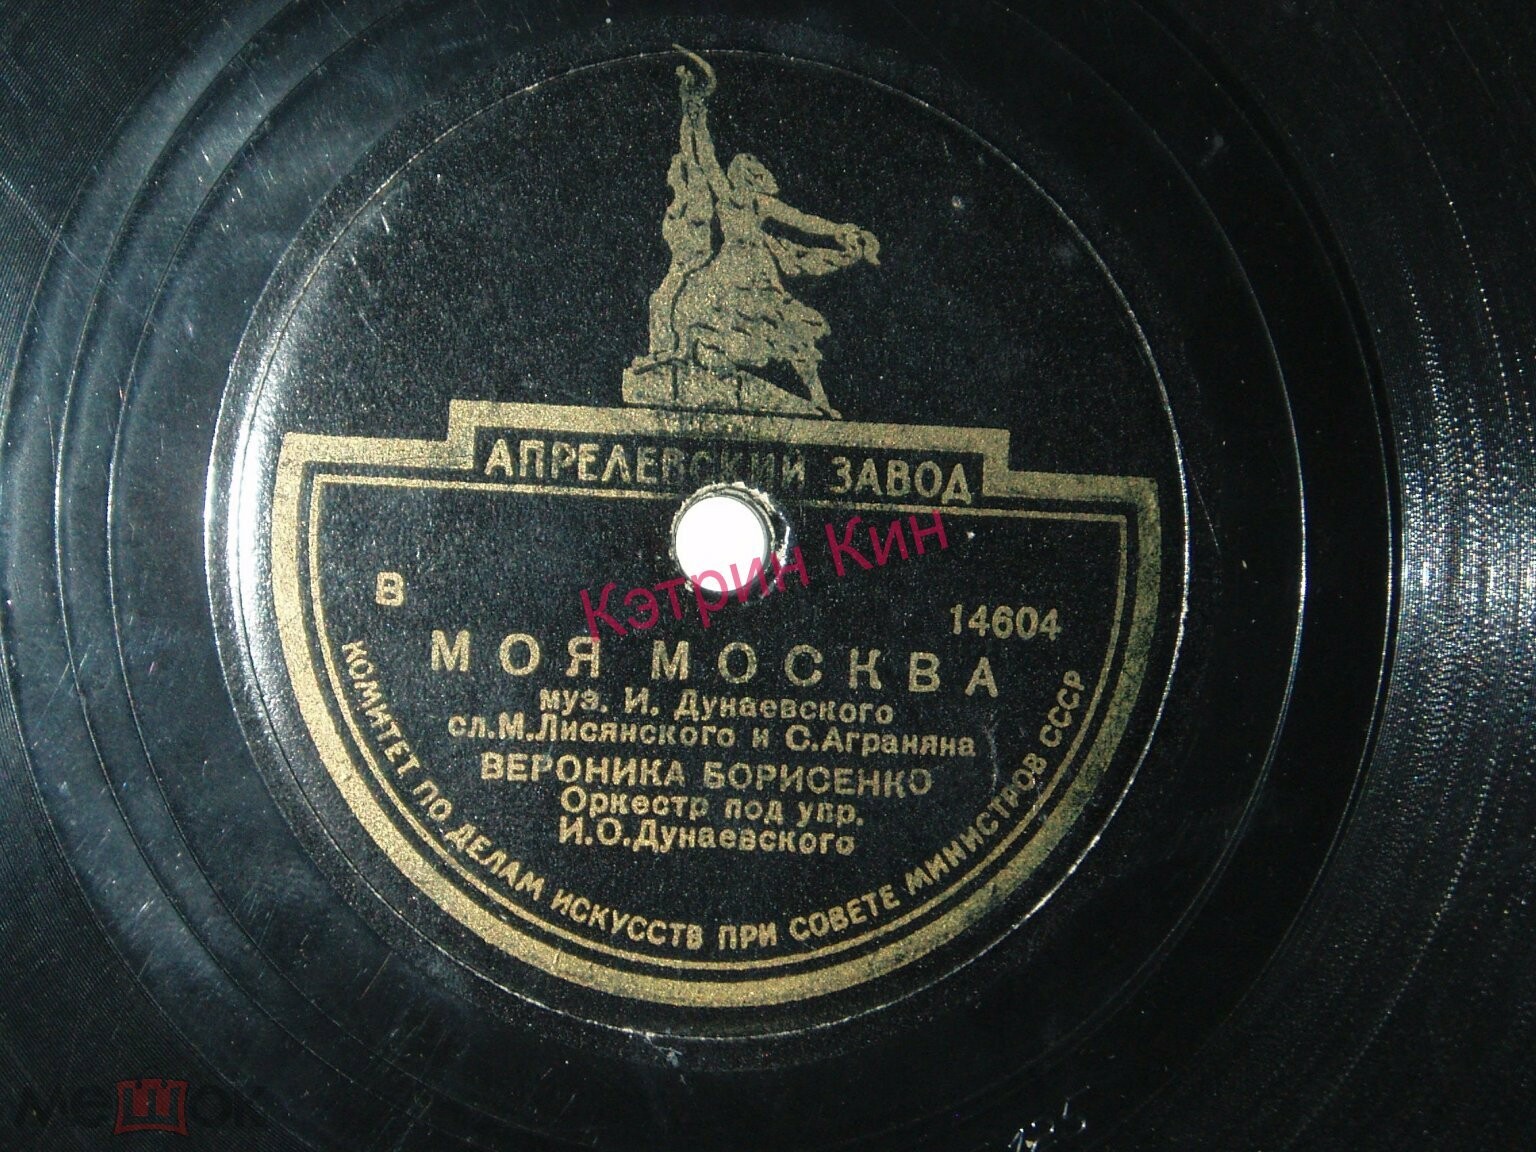 АПРЕЛЕВСКИЙ ЗАВОД
Кэтрин Кин
В
14604
МОЯ МОСКВА
муз. И. Дунаевского
сл. М. Лисянского и С. Аграняна
ВЕРОНИКА БОРИСЕНКО
Оркестр под упр.
И. О. Дунаевского
КОМИТЕТ ПО ДЕЛАМ ИСКУССТВ ПРИ СОВЕТЕ МИНИСТРОВ СССР
мешок